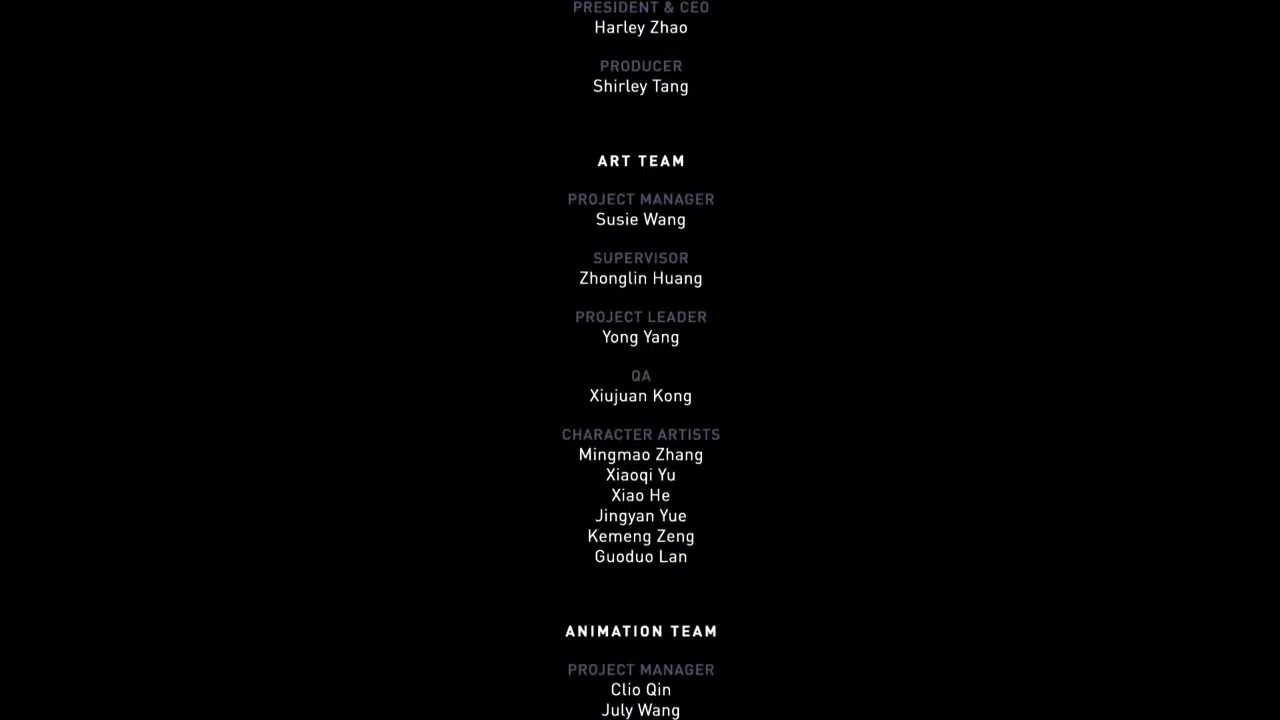 PRESIDENT & CEO
Harley Zhao
PRODUCER
Shirley Tang
ART TEAM
PROJECT MANAGER
Susie Wang
SUPERVISOR
Zhonglin Huang
PROJECT LEADER
Yong Yang
QA
Xiujuan Kong
CHARACTER ARTISTS
Mingmao Zhang
Xiaoqi Yu
Xiao He
Jingyan Yue
Kemeng Zeng
Guoduo Lan
ANIMATION TEAM
PROJECT MANAGER
Clio Qin
July Wang